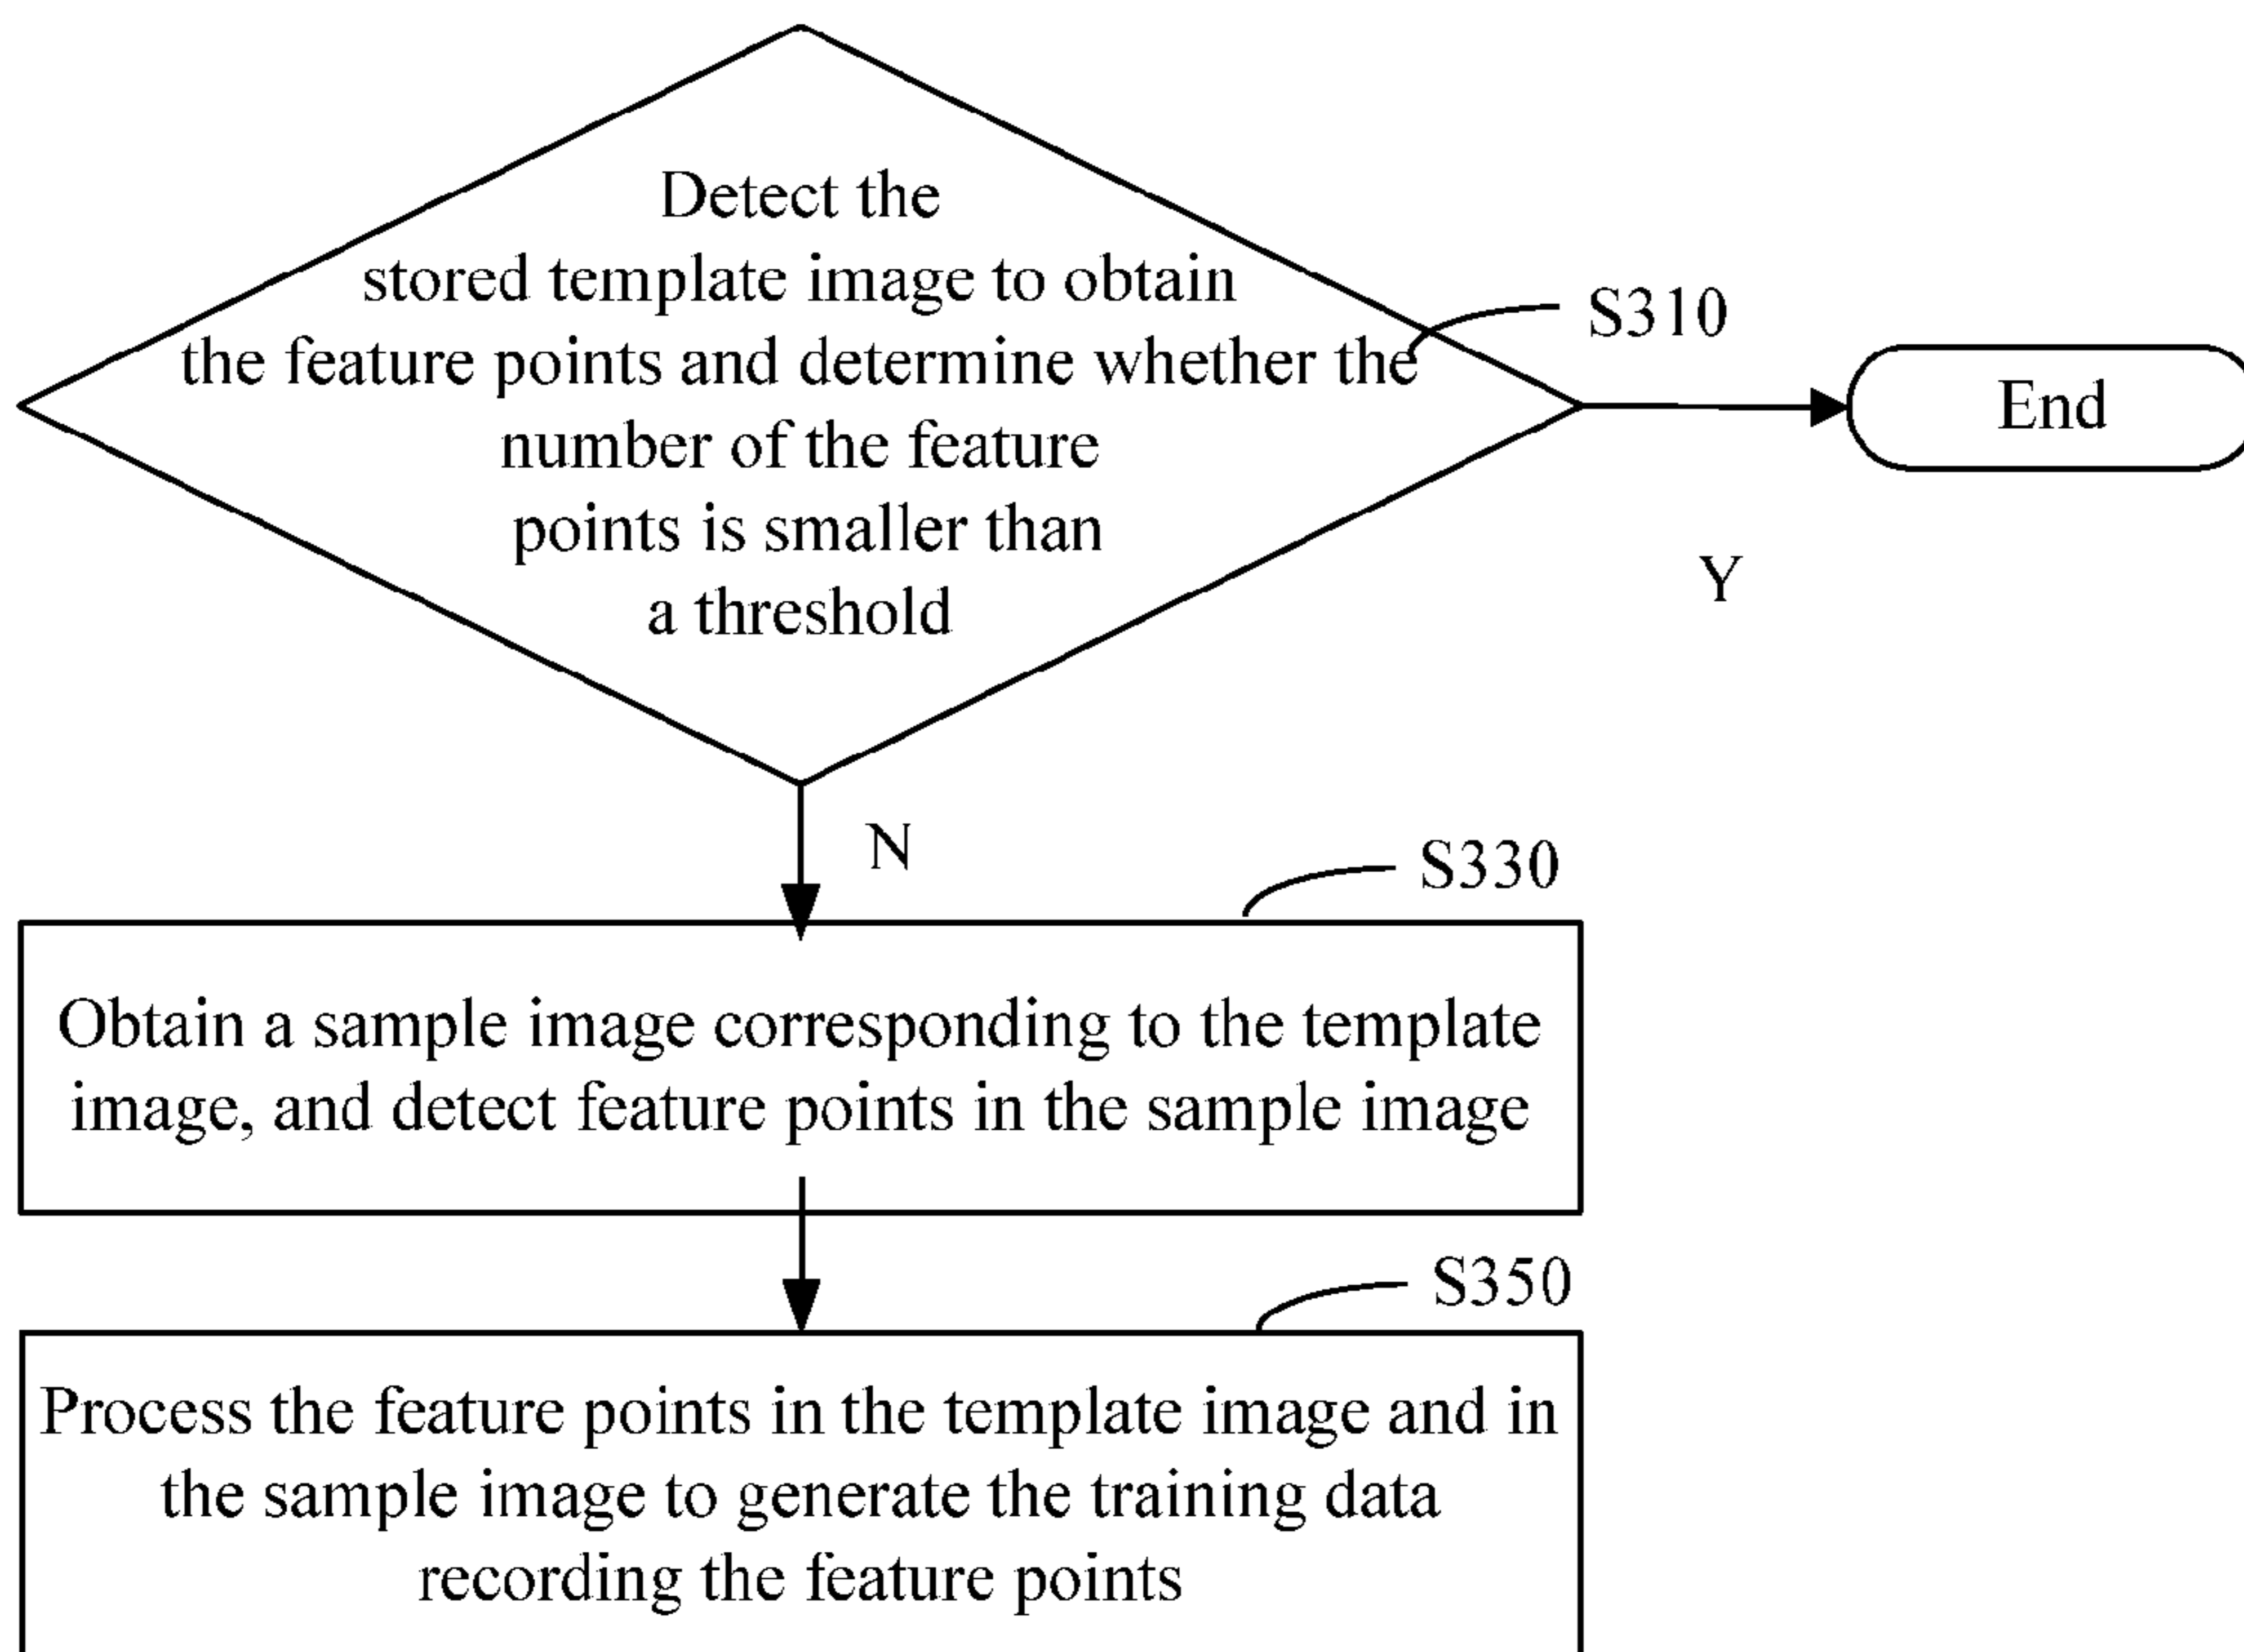 Detect the
stored template image to obtain
the feature points and determine whether the
number of the feature
points is smaller than
a threshold
S310
End
Y
N
S330
Obtain a sample image corresponding to the template
image, and detect feature points in the sample image
S350
Process the feature points in the template image and in
the sample image to generate the training data
recording the feature points